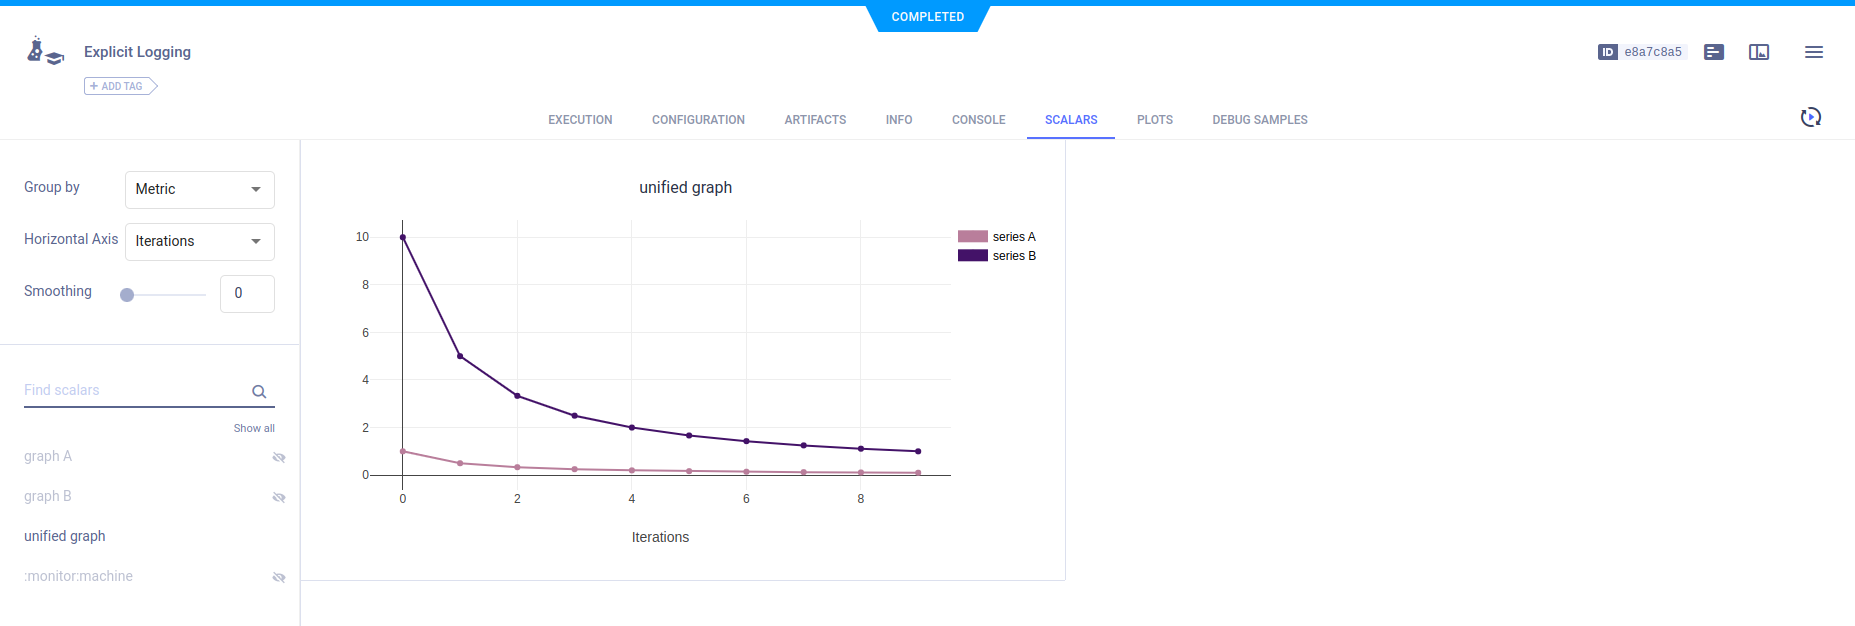 COMPLETED
Explicit Logging
ID e8a7c8a5
+ ADD TAG
EXECUTION CONFIGURATION ARTIFACTS INFO CONSOLE SCALARS PLOTS DEBUG SAMPLES
Group by Metric
Horizontal Axis Iterations
Smoothing 0
Find scalars
Show all
graph A
graph B
unified graph
:monitor:machine
unified graph
10
8
6
4
2
0
0 2 4 6 8
Iterations
series A
series B